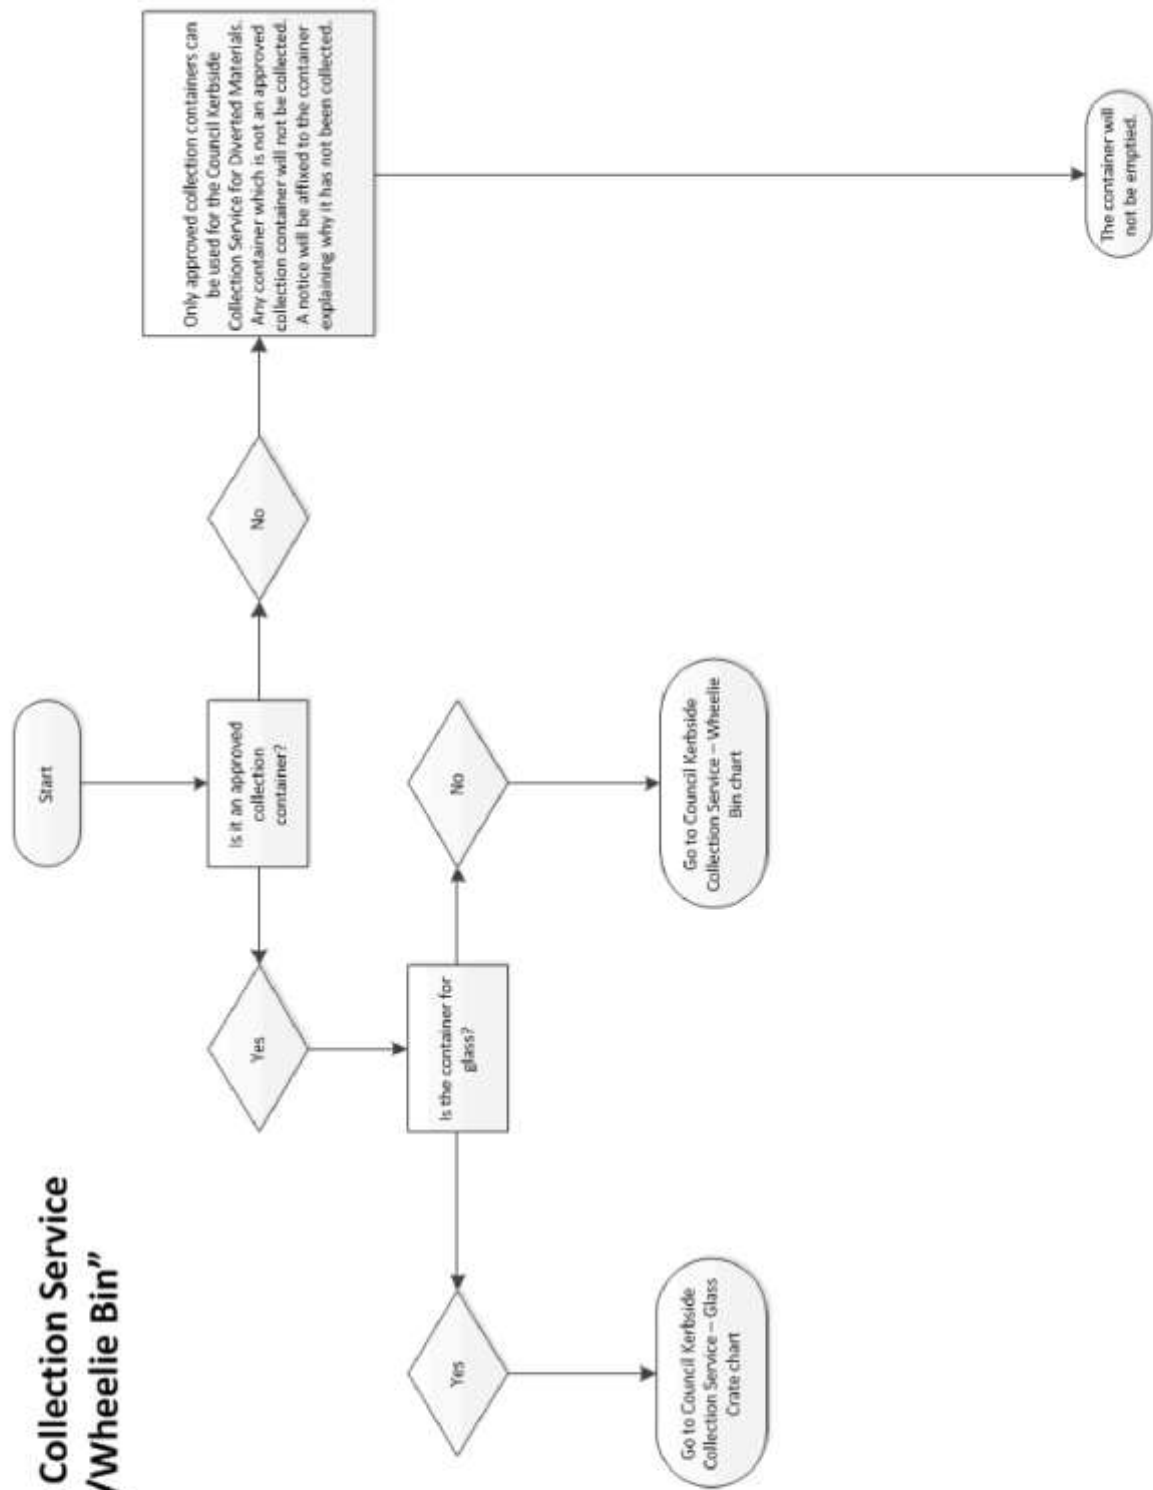 Collection Service
/Wheelie Bin”
Start
Is it an approved
collection
container?
Yes
No
Only approved collection containers can
be used for the Council Kerbside
Collection Service for Diverted Materials.
Any container which is not an approved
collection container will not be collected.
A notice will be affixed to the container
explaining why it has not been collected.
Is the container for
glass?
Yes
No
Go to Council Kerbside
Collection Service – Glass
Crate chart
Go to Council Kerbside
Collection Service – Wheelie
Bin chart
The container will
not be emptied.